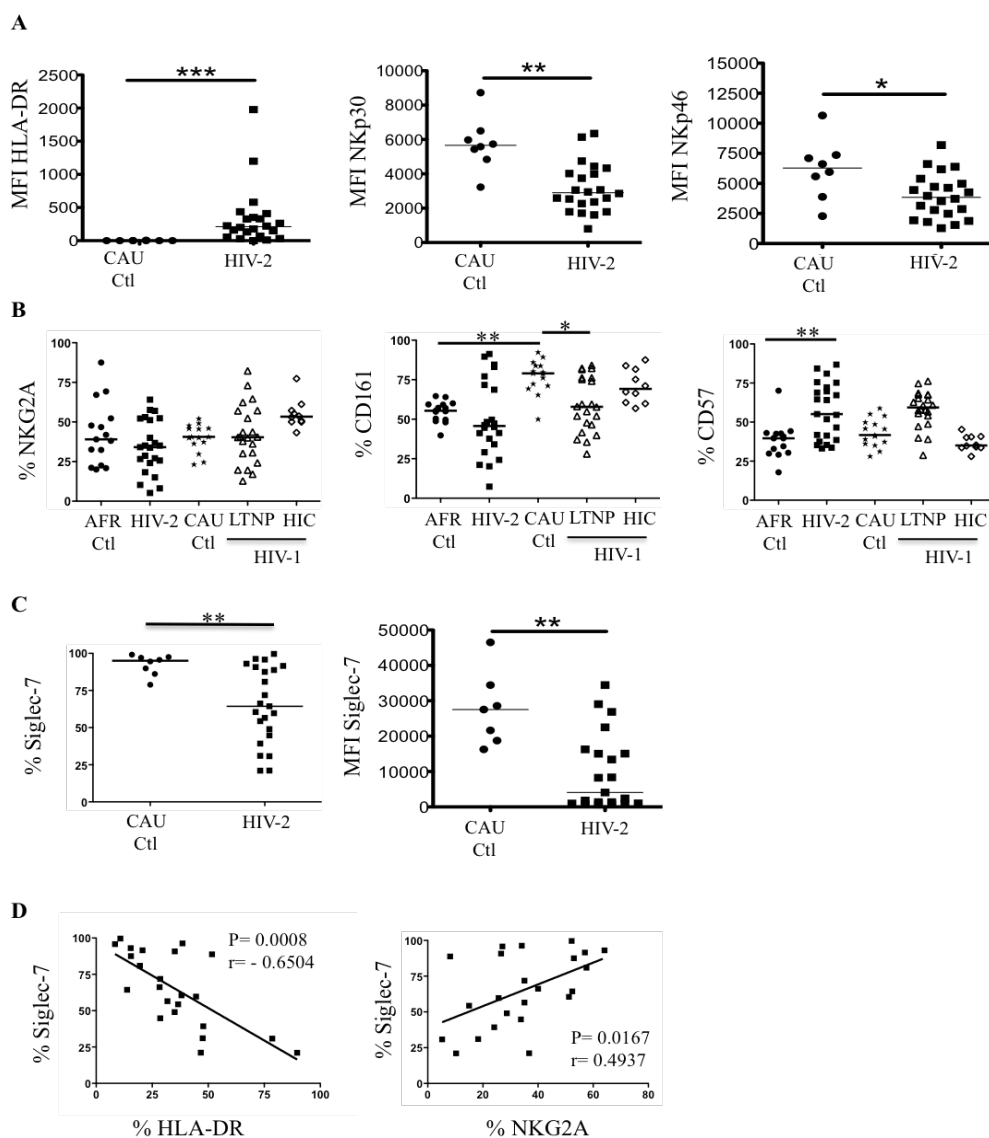 A
MFI HLA-DR
2500
2000
1500
1000
500
0
***
CAU
Ctl
HIV-2
MFI NKp30
10000
8000
6000
4000
2000
0
**
CAU
Ctl
HIV-2
MFI NKp46
15000
12500
10000
7500
5000
2500
0
*
CAU
Ctl
HIV-2
B
% NKG2A
100
75
50
25
0
AFR HIV-2 CAU LTNP HIC
Ctl Ctl
HIV-1
% CD161
100
75
50
25
0
** *
AFR HIV-2 CAU LTNP HIC
Ctl Ctl
HIV-1
% CD57
100
75
50
25
0
**
AFR HIV-2 CAU LTNP HIC
Ctl Ctl
HIV-1
C
% Siglec-7
100
75
50
25
0
**
CAU
Ctl
HIV-2
MFI Siglec-7
50000
40000
30000
20000
10000
0
**
CAU
Ctl
HIV-2
D
% Siglec-7
100
75
50
25
0
P= 0.0008
r= - 0.6504
0 25 50 75 100
% HLA-DR
% Siglec-7
100
75
50
25
0
P= 0.0167
r= 0.4937
0 20 40 60 80
% NKG2A